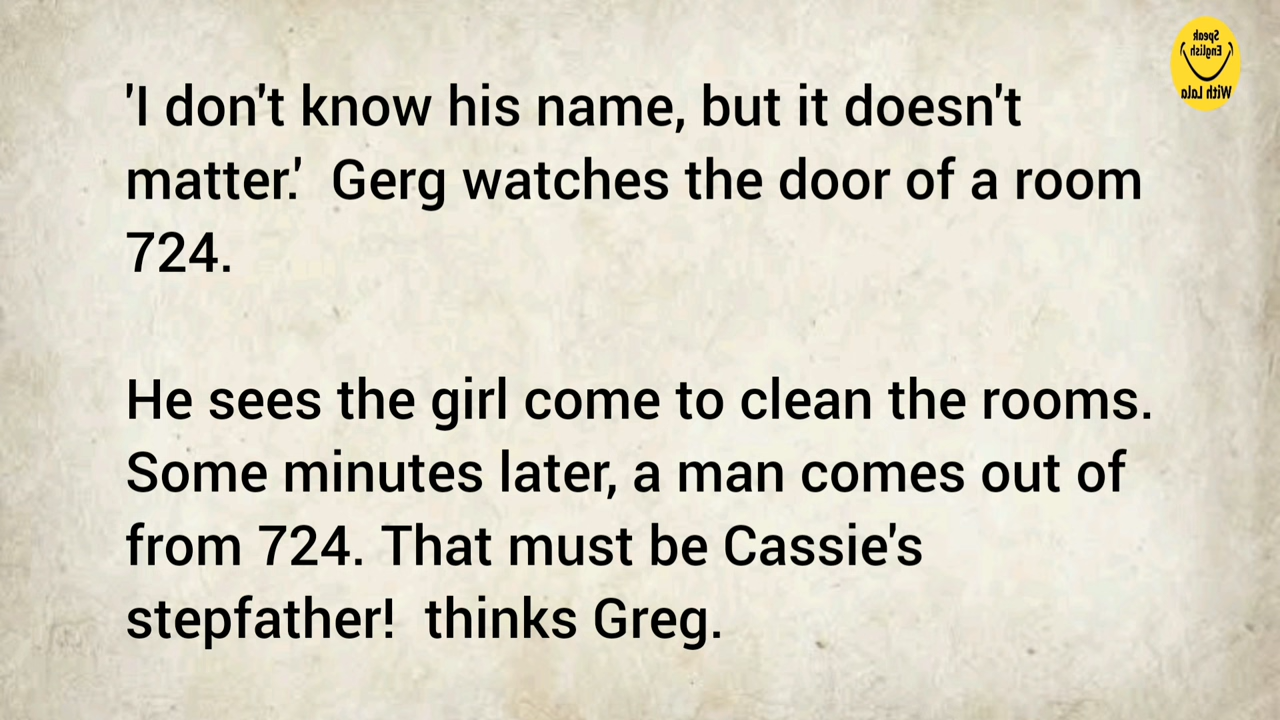 'I don't know his name, but it doesn't
matter.'  Gerg watches the door of a room
724.
He sees the girl come to clean the rooms.
Some minutes later, a man comes out of
from 724. That must be Cassie's
stepfather!  thinks Greg.
Speak
English
With Lala